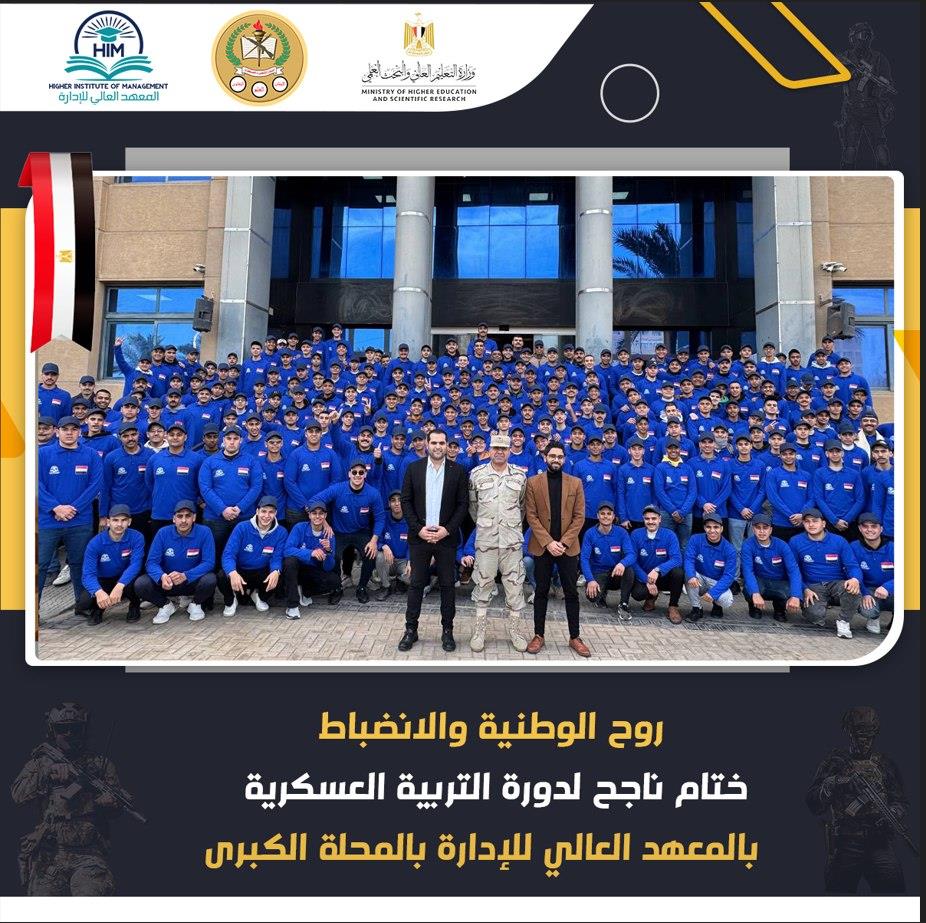 HIM
HIGHER INSTITUTE OF MANAGEMENT
المعهد العالي للإدارة
وزارة التعليم العالي والبحث العلمي
MINISTRY OF HIGHER EDUCATION
AND SCIENTIFIC RESEARCH
روح الوطنية والانضباط
ختام ناجح لدورة التربية العسكرية
بالمعهد العالي للإدارة بالمحلة الكبرى